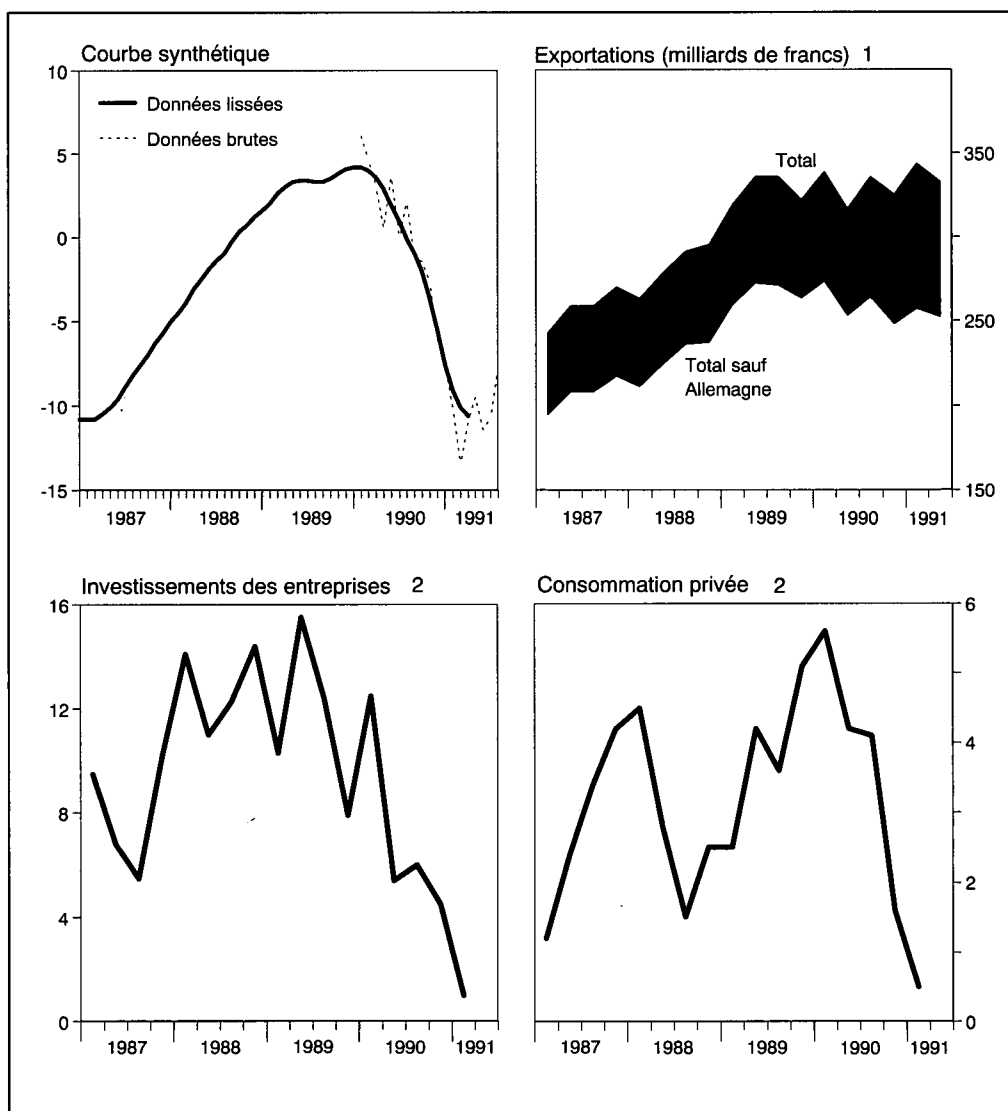 Courbe synthétique
10
Données lissées
Données brutes
5
0
-5
-10
-15
1987 1988 1989 1990 1991
Exportations (milliards de francs) 1
Total
350
250
Total sauf
Allemagne
150
1987 1988 1989 1990 1991
Investissements des entreprises 2
16
12
8
4
0
1987 1988 1989 1990 1991
Consommation privée 2
6
4
2
0
1987 1988 1989 1990 1991